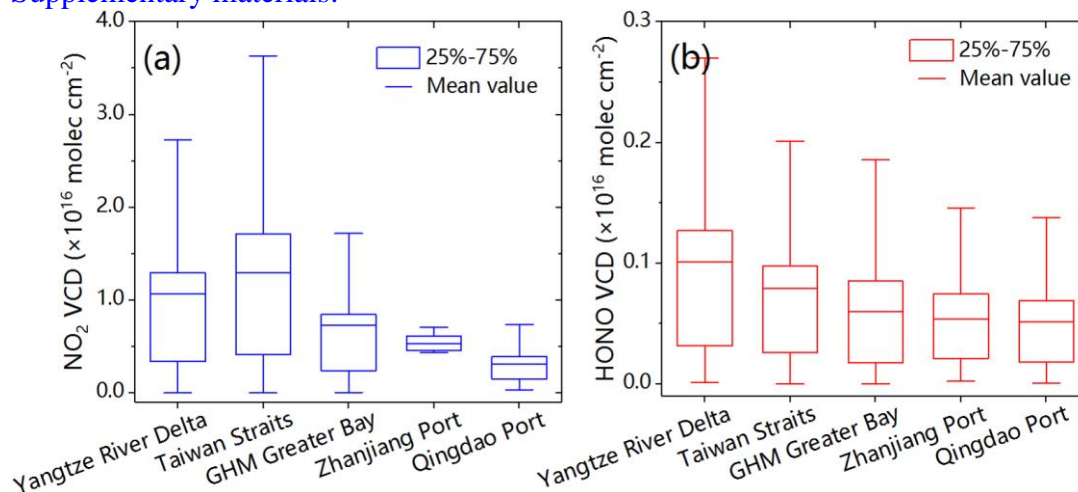 Supplementary materials.
(a)
25%-75%
Mean value
NO₂ VCD (×10¹⁶ molec cm⁻²)
4.0
3.0
2.0
1.0
0.0
Yangtze River Delta
Taiwan Straits
GHM Greater Bay
Zhanjiang Port
Qingdao Port
(b)
25%-75%
Mean value
HONO VCD (×10¹⁶ molec cm⁻²)
0.3
0.2
0.1
0.0
Yangtze River Delta
Taiwan Straits
GHM Greater Bay
Zhanjiang Port
Qingdao Port